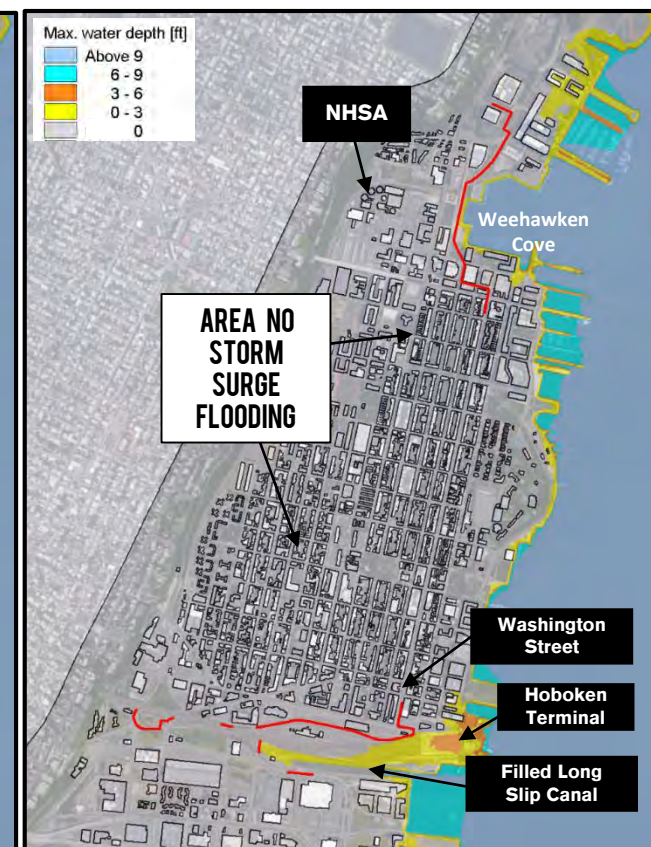 Max. water depth [ft]
Above 9
6 - 9
3 - 6
0 - 3
0
NHSA
Weehawken
Cove
AREA NO
STORM
SURGE
FLOODING
Washington
Street
Hoboken
Terminal
Filled Long
Slip Canal